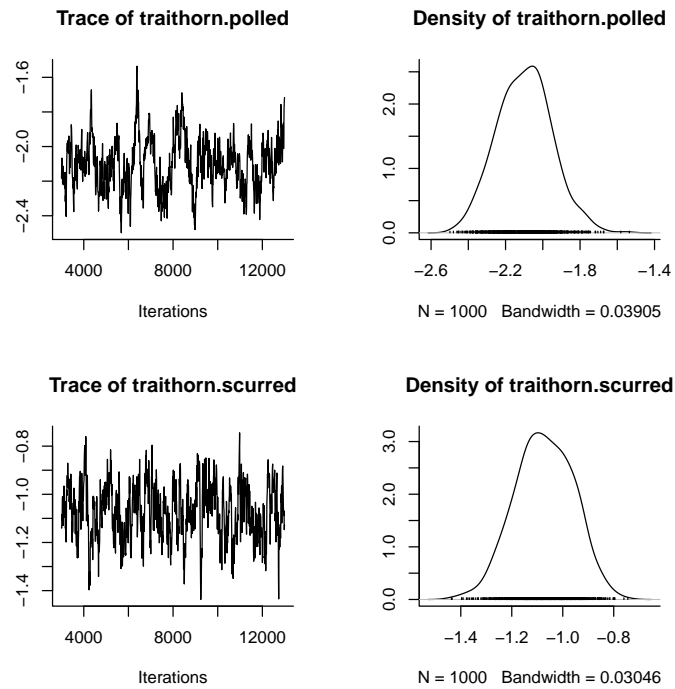 Trace of traithorn.polled
−1.6
−2.0
−2.4
4000 8000 12000
Iterations
Density of traithorn.polled
2.0
1.0
0.0
−2.6 −2.2 −1.8 −1.4
N = 1000 Bandwidth = 0.03905
Trace of traithorn.scurred
−0.8
−1.0
−1.2
−1.4
4000 8000 12000
Iterations
Density of traithorn.scurred
3.0
2.0
1.0
0.0
−1.4 −1.2 −1.0 −0.8
N = 1000 Bandwidth = 0.03046